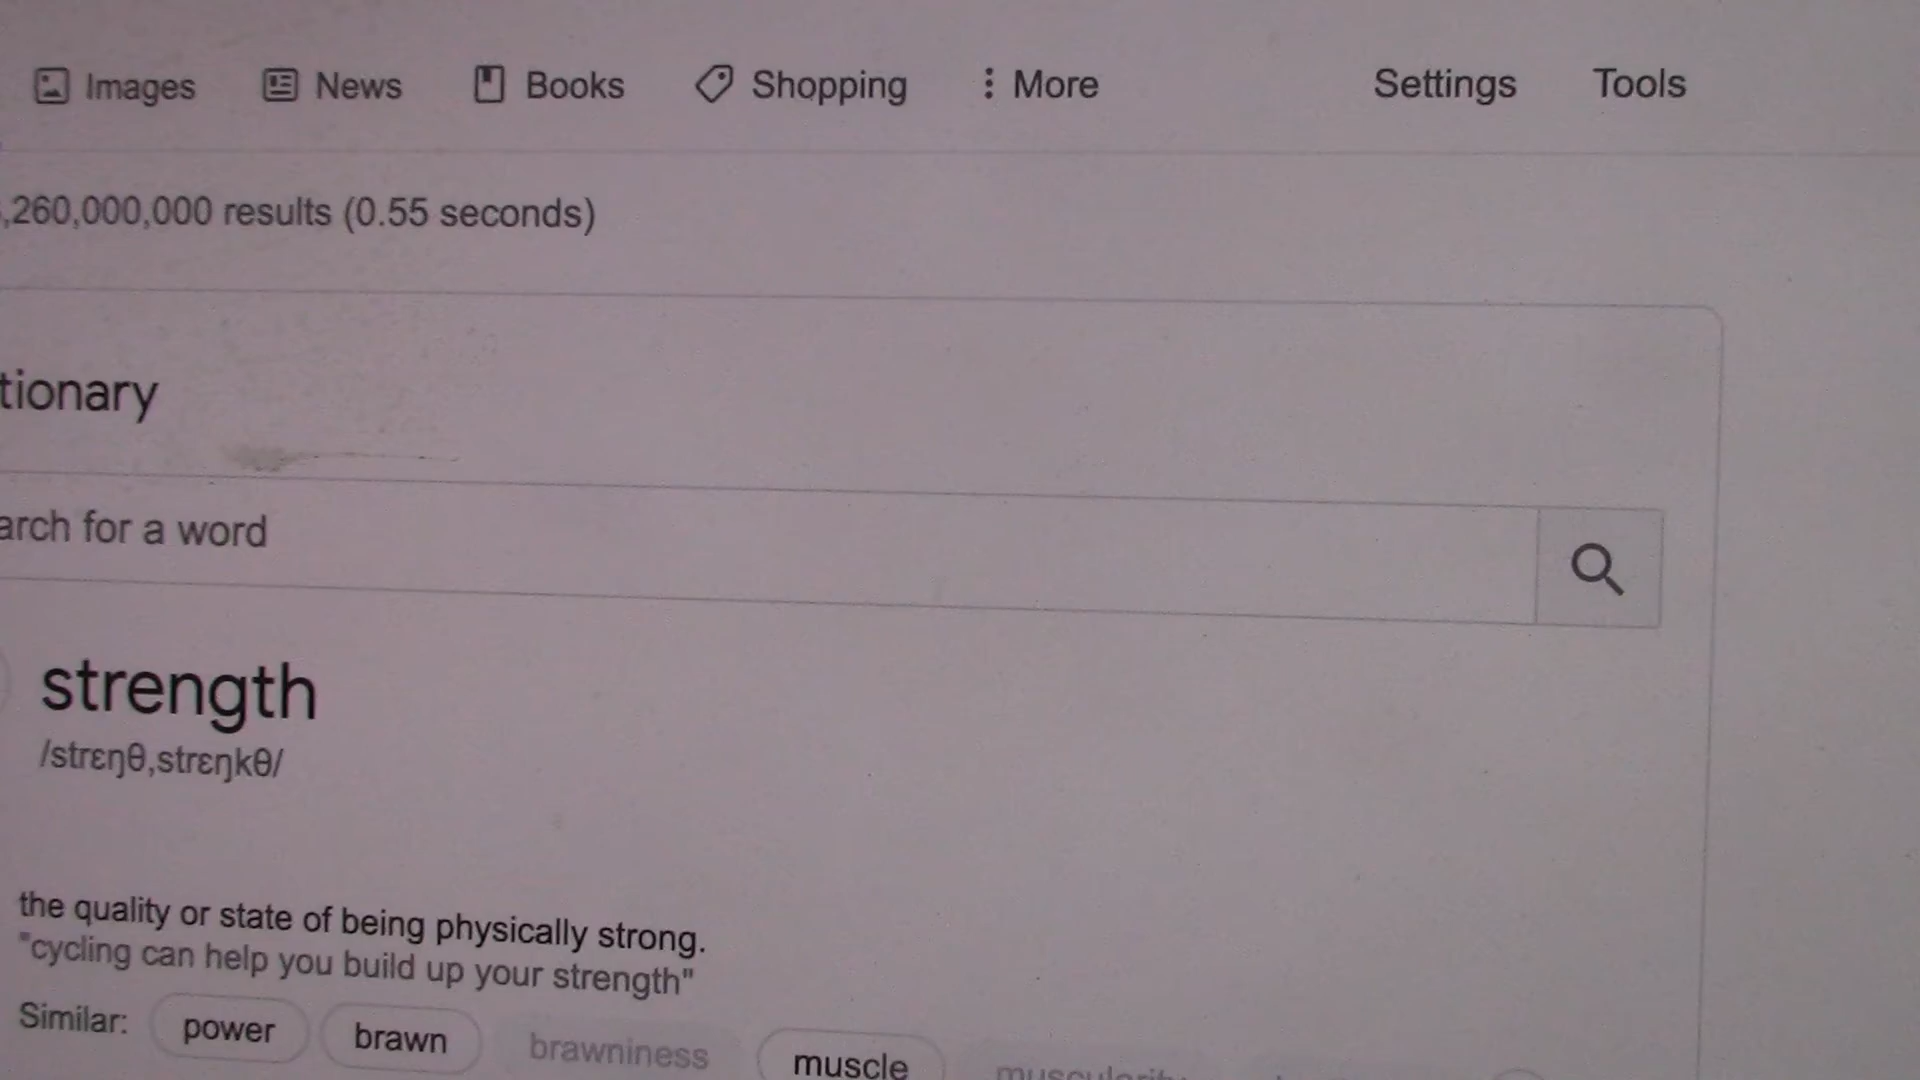 Images News Books Shopping More Settings Tools
,260,000,000 results (0.55 seconds)
tionary
arch for a word
strength
/strɛŋθ,strɛŋkθ/
the quality or state of being physically strong.
"cycling can help you build up your strength"
Similar: power brawn brawniness muscle muscularity